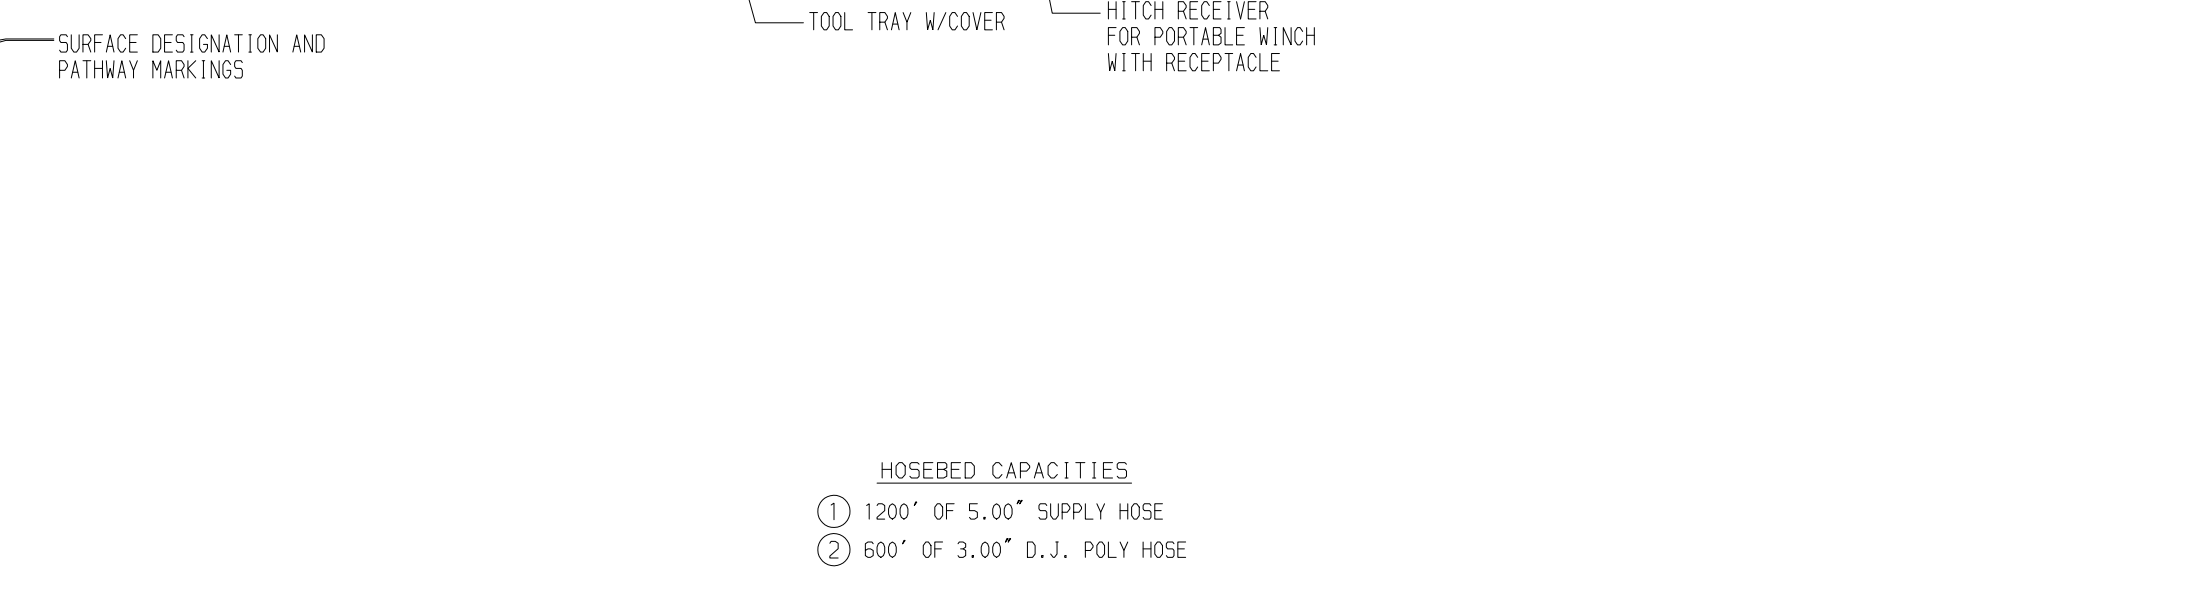 SURFACE DESIGNATION AND
PATHWAY MARKINGS
TOOL TRAY W/COVER
HITCH RECEIVER
FOR PORTABLE WINCH
WITH RECEPTACLE
HOSEBED CAPACITIES
1 1200' OF 5.00" SUPPLY HOSE
2 600' OF 3.00" D.J. POLY HOSE